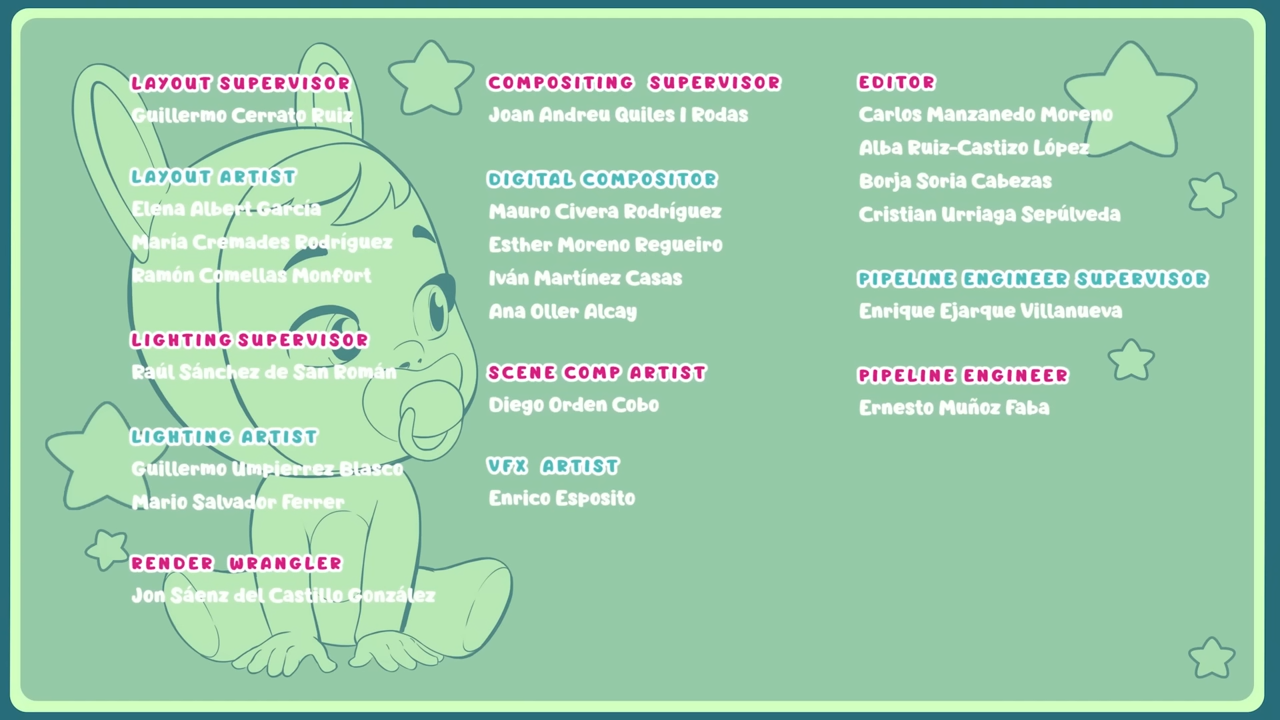 LAYOUT SUPERVISOR
Guillermo Cerrato Ruiz
LAYOUT ARTIST
Elena Albert García
María Cremades Rodríguez
Ramón Comellas Monfort
LIGHTING SUPERVISOR
Raúl Sánchez de San Román
LIGHTING ARTIST
Guillermo Umpierrez Blasco
Mario Salvador Ferrer
RENDER WRANGLER
Jon Sáenz del Castillo González
COMPOSITING SUPERVISOR
Joan Andreu Quiles I Rodas
DIGITAL COMPOSITOR
Mauro Civera Rodríguez
Esther Moreno Regueiro
Iván Martínez Casas
Ana Oller Alcay
SCENE COMP ARTIST
Diego Orden Cobo
VFX ARTIST
Enrico Esposito
EDITOR
Carlos Manzanedo Moreno
Alba Ruiz-Castizo López
Borja Soria Cabezas
Cristian Urriaga Sepúlveda
PIPELINE ENGINEER SUPERVISOR
Enrique Ejarque Villanueva
PIPELINE ENGINEER
Ernesto Muñoz Faba